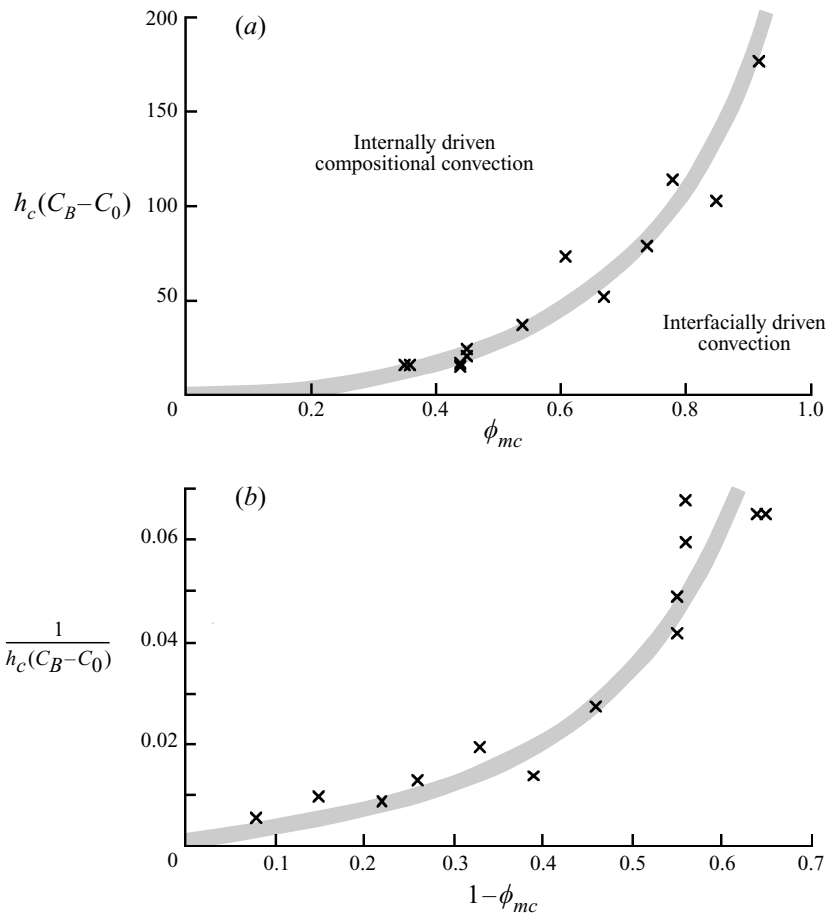 200
(a)
150
Internally driven
compositional convection
h_c(C_B–C_0)
100
50
Interfacially driven
convection
0
0.2
0.4
0.6
0.8
1.0
ϕ_mc
(b)
0.06
1
h_c(C_B–C_0)
0.04
0.02
0
0.1
0.2
0.3
0.4
0.5
0.6
0.7
1–ϕ_mc